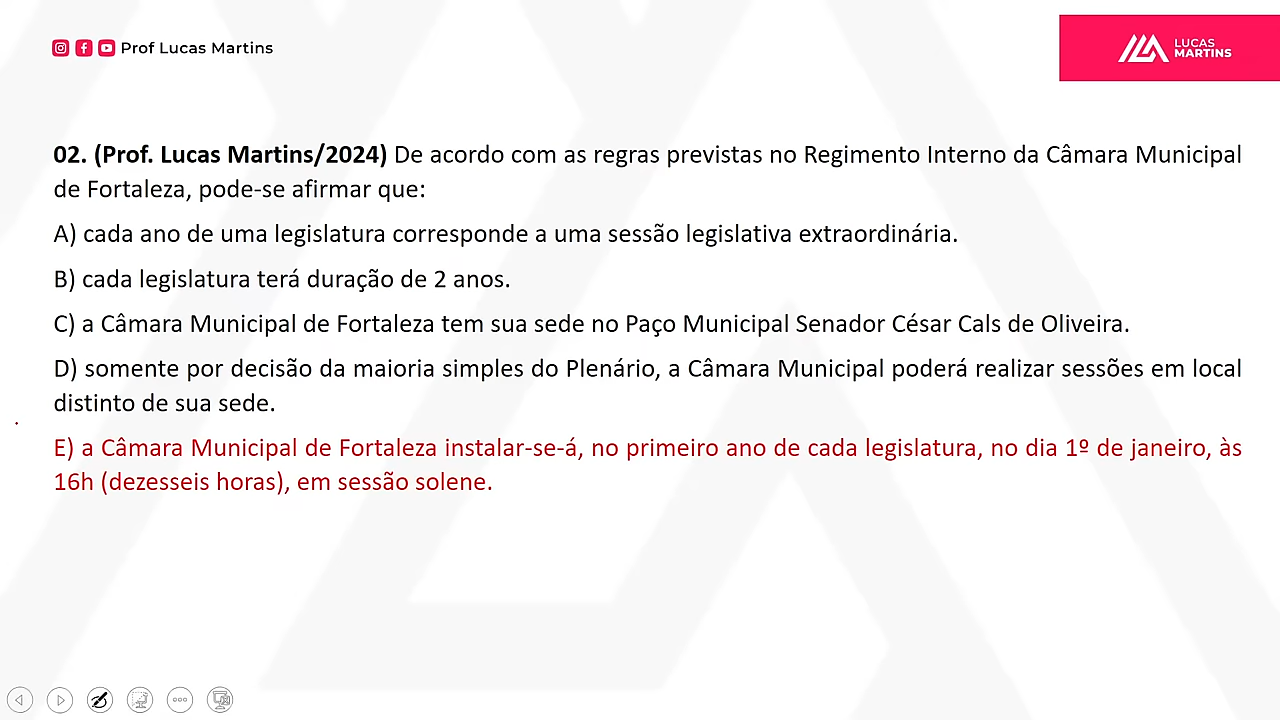 Prof Lucas Martins
LUCAS
MARTINS
02. (Prof. Lucas Martins/2024) De acordo com as regras previstas no Regimento Interno da Câmara Municipal
de Fortaleza, pode-se afirmar que:
A) cada ano de uma legislatura corresponde a uma sessão legislativa extraordinária.
B) cada legislatura terá duração de 2 anos.
C) a Câmara Municipal de Fortaleza tem sua sede no Paço Municipal Senador César Cals de Oliveira.
D) somente por decisão da maioria simples do Plenário, a Câmara Municipal poderá realizar sessões em local
distinto de sua sede.
E) a Câmara Municipal de Fortaleza instalar-se-á, no primeiro ano de cada legislatura, no dia 1º de janeiro, às
16h (dezesseis horas), em sessão solene.